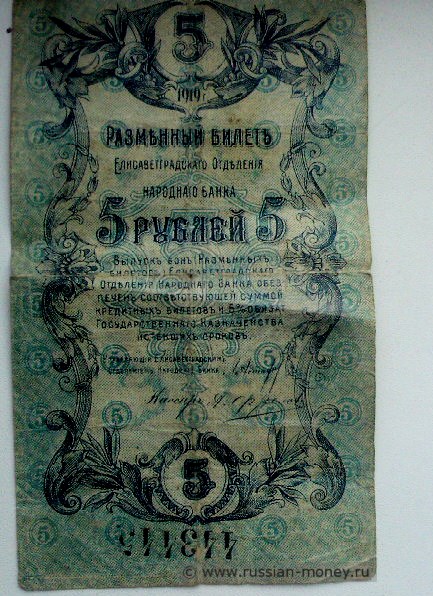 5
1919
РАЗМѢННЫЙ БИЛЕТЪ
ЕЛИСАВЕТГРАДСКАГО ОТДѢЛЕНІЯ
НАРОДНАГО БАНКА
5 РУБЛЕЙ 5
ВЫПУСКЪ БОНЪ (РАЗМѢННЫХЪ
БИЛЕТОВЪ) ЕЛИСАВЕТГРАДСКАГО
ОТДѢЛЕНІЯ НАРОДНАГО БАНКА ОБЕЗ
ПЕЧЕНЪ СООТВѢТСТВУЮЩЕЙ СУММОЙ
КРЕДИТНЫХЪ БИЛЕТОВЪ И 5% ОБЯЗАТ
ГОСУДАРСТВЕННАГО КАЗНАЧЕЙСТВА
ИСТЕКШИХЪ СРОКОВЪ.
УПРАВЛЯЮЩІЙ ЕЛИСАВЕТГРАДСКИМЪ
ОТДѢЛЕНІЕМЪ НАРОДНАГО БАНКА
Кассиръ
5
© www.russian-money.ru